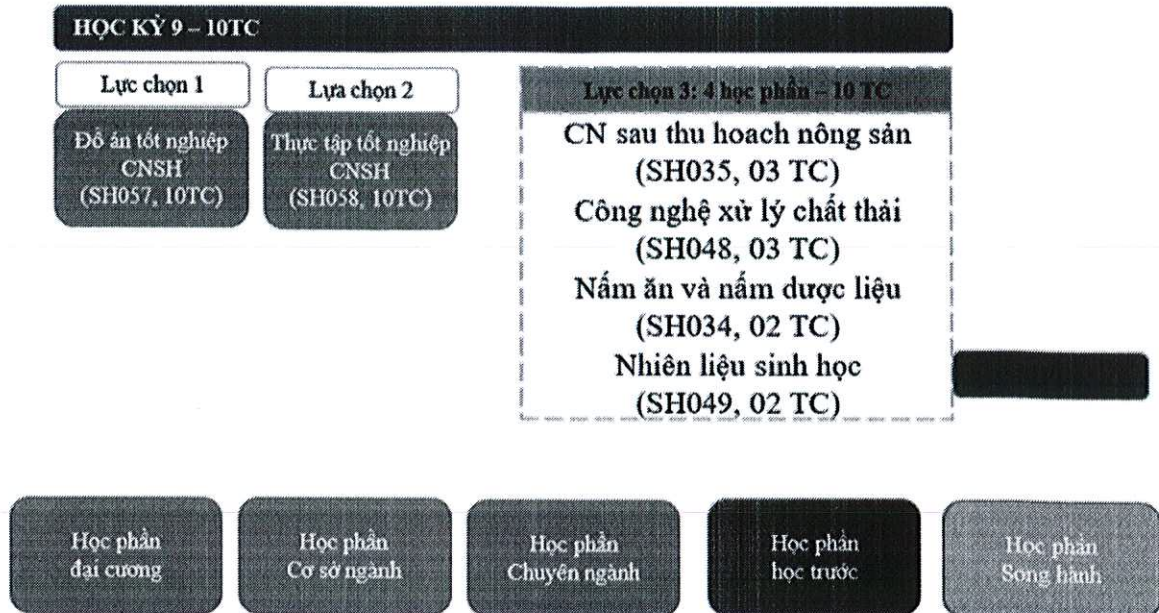 HỌC KỲ 9 – 10TC
Lực chọn 1
Lựa chọn 2
Lực chọn 3: 4 học phần – 10 TC
Đồ án tốt nghiệp
CNSH
(SH057, 10TC)
Thực tập tốt nghiệp
CNSH
(SH058, 10TC)
CN sau thu hoach nông sản
(SH035, 03 TC)
Công nghệ xử lý chất thải
(SH048, 03 TC)
Nấm ăn và nấm dược liệu
(SH034, 02 TC)
Nhiên liệu sinh học
(SH049, 02 TC)
Học phần
đại cương
Học phần
Cơ sở ngành
Học phần
Chuyên ngành
Học phần
học trước
Học phần
Song hành